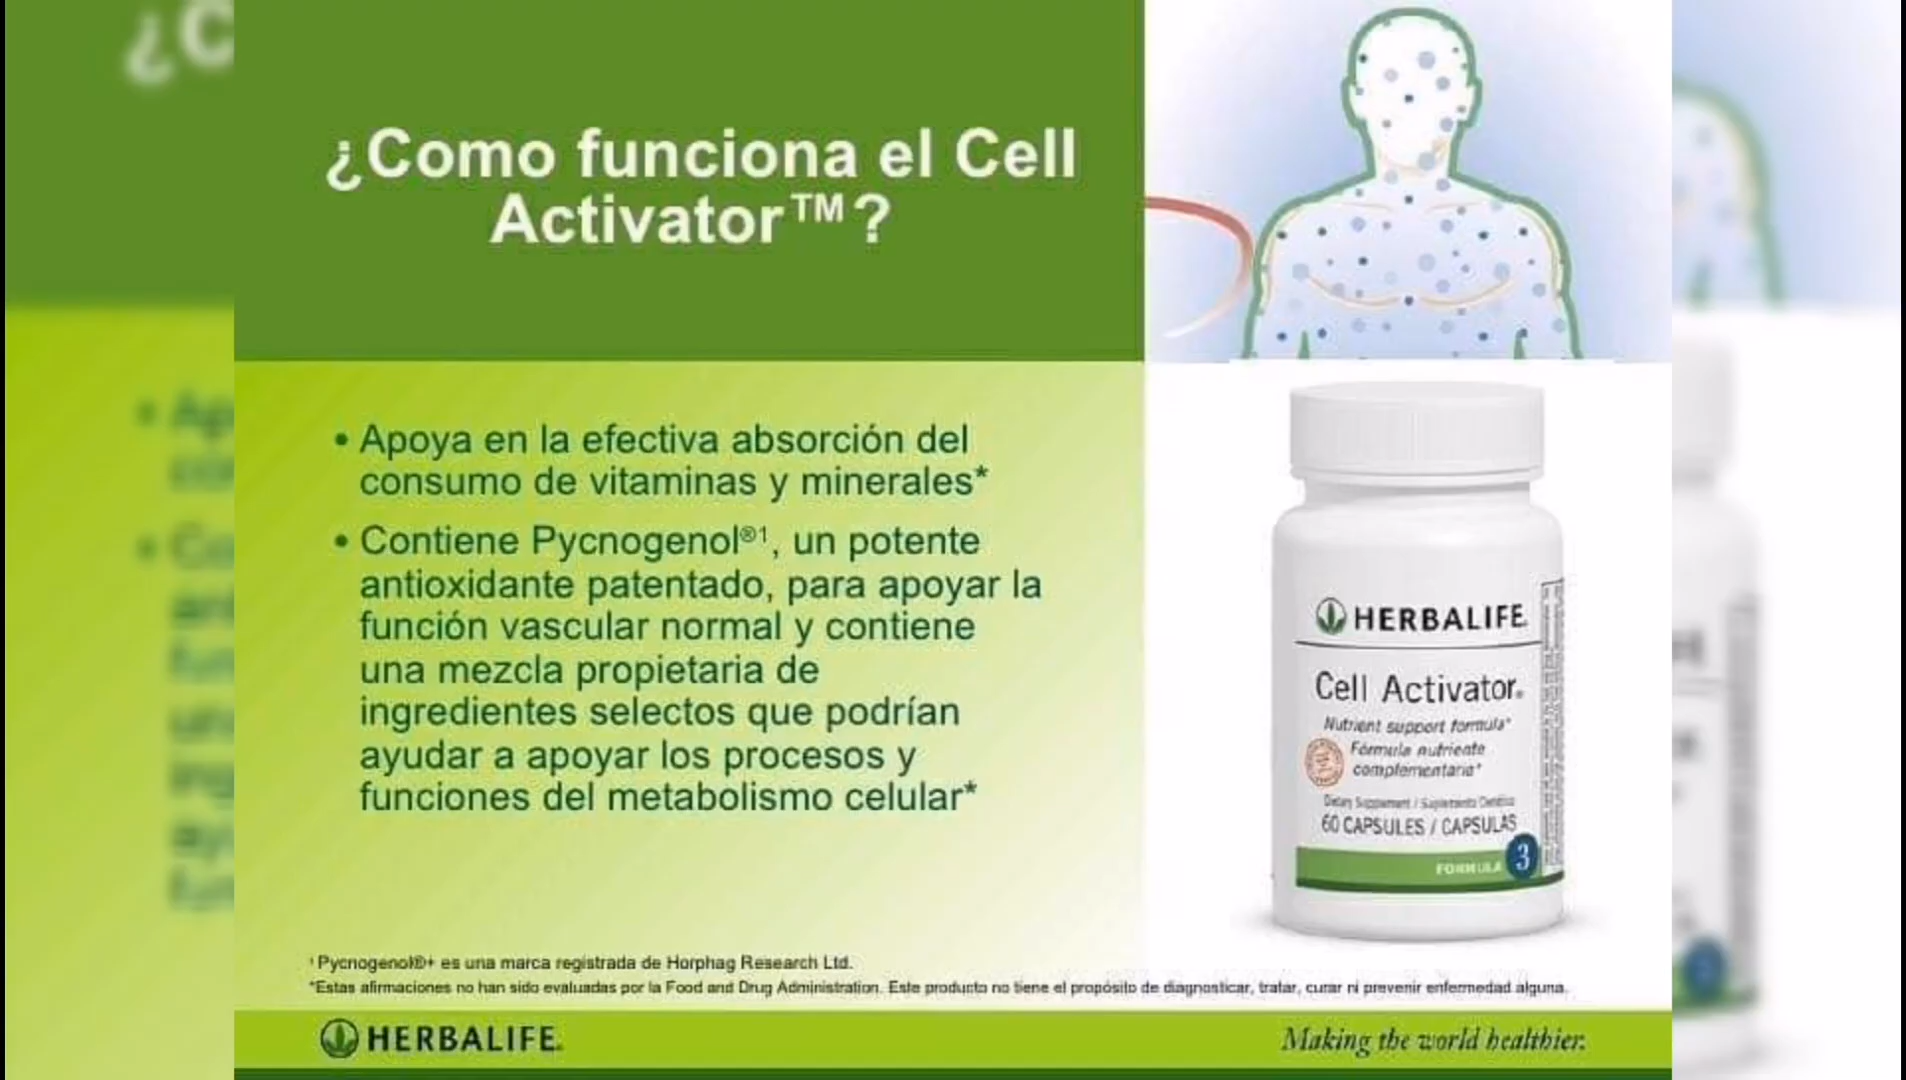 ¿Como funciona el Cell
Activator™?
• Apoya en la efectiva absorción del
consumo de vitaminas y minerales*
• Contiene Pycnogenol®¹, un potente
antioxidante patentado, para apoyar la
función vascular normal y contiene
una mezcla propietaria de
ingredientes selectos que podrían
ayudar a apoyar los procesos y
funciones del metabolismo celular*
HERBALIFE
Cell Activator®
Nutrient support formula*
Fórmula nutriente
complementaria*
Dietary Supplement / Suplemento Dietético
60 CAPSULES / CAPSULAS
FORMULA 3
¹ Pycnogenol®+ es una marca registrada de Horphag Research Ltd.
*Estas afirmaciones no han sido evaluadas por la Food and Drug Administration. Este producto no tiene el propósito de diagnosticar, tratar, curar ni prevenir enfermedad alguna.
HERBALIFE.
Making the world healthier.